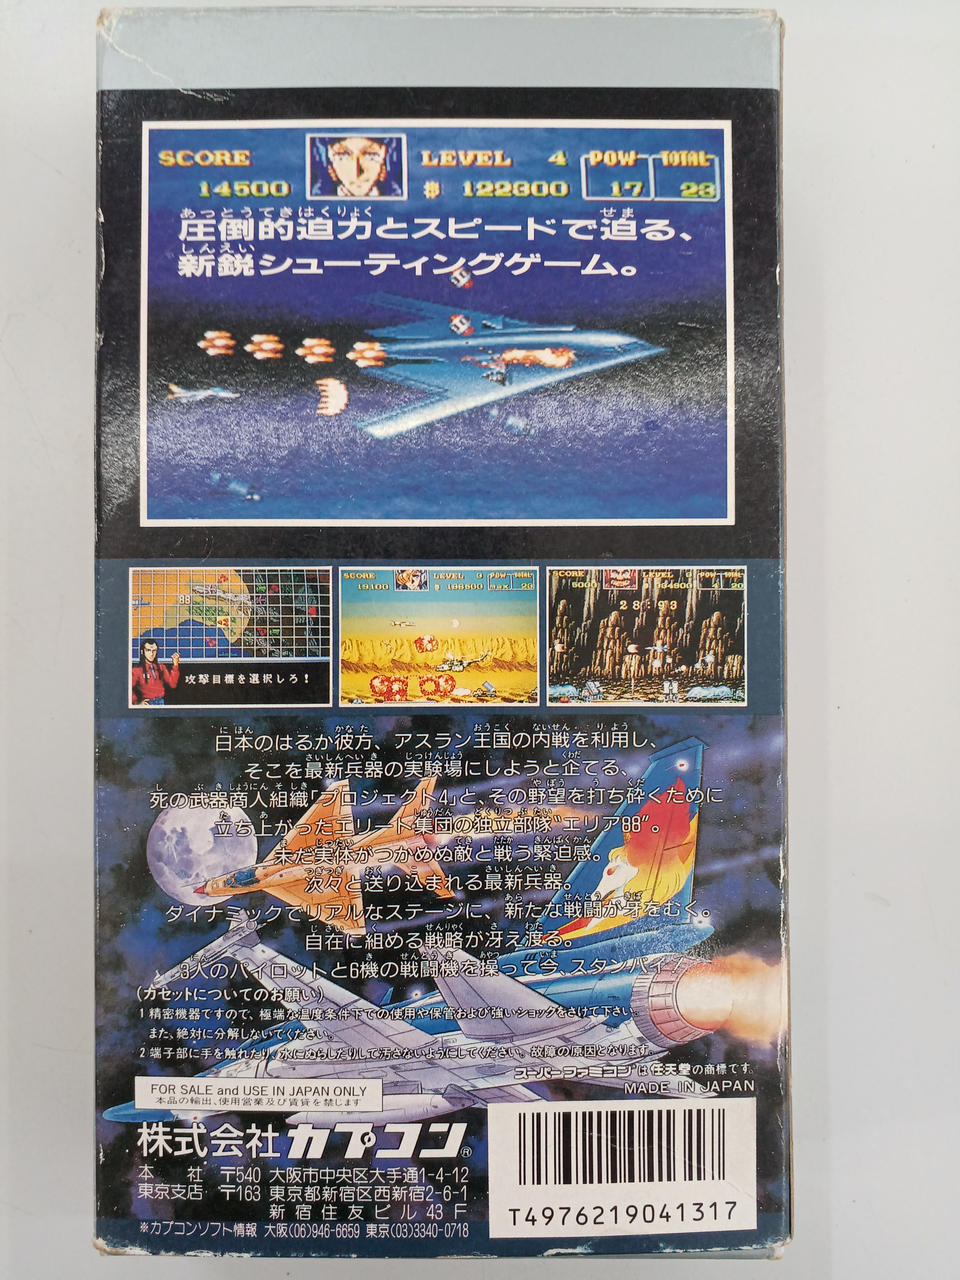 SCORE LEVEL 4 POW TOTAL
14500 $ 122300 17 23
圧倒的迫力とスピードで迫る、
新鋭シューティングゲーム。
88
攻撃目標を選択しろ!
SCORE LEVEL 3 POW TOTAL
19100 $ 186500 max 20
SCORE LEVEL POW TOTAL
5000 4 20
28:93
日本のはるか彼方、アスラン王国の内戦を利用し、
そこを最新兵器の実験場にしようと企てる、
死の武器商人組織「プロジェクト4」と、その野望を打ち砕くために
立ち上がったエリート集団の独立部隊"エリア88"。
未だ実体がつかめぬ敵と戦う緊迫感。
次々と送り込まれる最新兵器。
ダイナミックでリアルなステージに、新たな戦闘が牙をむく。
自在に組める戦略が冴え渡る。
3人のパイロットと6機の戦闘機を操って今、スタンバイ!
(カセットについてのお願い)
1 精密機器ですので、極端な温度条件下での使用や保管および強いショックをさけて下さい。
また、絶対に分解しないでください。
2 端子部に手を触れたり、水にぬらしたりして汚さないようにしてください。故障の原因となります。
スーパーファミコンは任天堂の商標です。
MADE IN JAPAN
FOR SALE and USE IN JAPAN ONLY
本品の輸出、使用営業及び賃貸を禁じます
株式会社カプコン®
本 社 〒540 大阪市中央区大手通1-4-12
東京支店 〒163 東京都新宿区西新宿2-6-1
新宿住友ビル 43 F
※カプコンソフト情報 大阪(06)946-6659 東京(03)3340-0718
T4976219041317